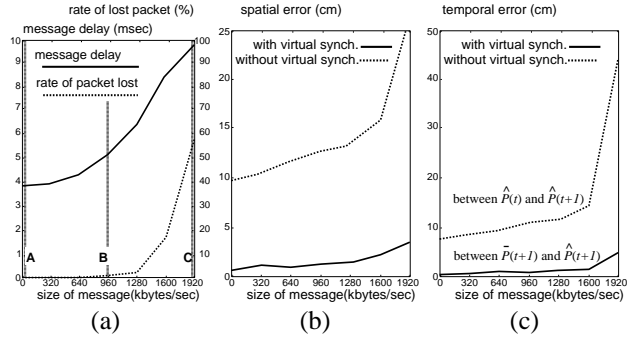 rate of lost packet (%)
message delay (msec)
10
9
8
7
6
5
4
3
2
1
0
message delay
rate of packet lost
A
B
C
100
90
80
70
60
50
40
30
20
10
0 320 640 960 1280 1600 1920
size of message(kbytes/sec)
(a)
spatial error (cm)
25
20
15
10
5
0
with virtual synch.
without virtual synch.
0 320 640 960 1280 1600 1920
size of message(kbytes/sec)
(b)
temporal error (cm)
50
40
30
20
10
0
with virtual synch.
without virtual synch.
between P̂(t) and P̂(t+1)
between P̄(t+1) and P̂(t+1)
0 320 640 960 1280 1600 1920
size of message(kbytes/sec)
(c)